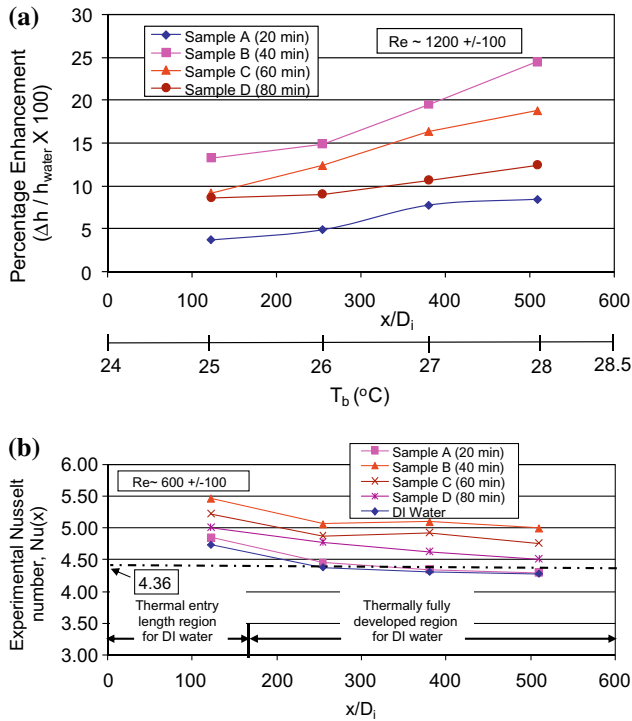 (a)
30
25
20
15
10
5
0
Percentage Enhancement
(Δh / h_water X 100)
Sample A (20 min)
Sample B (40 min)
Sample C (60 min)
Sample D (80 min)
Re ~ 1200 +/-100
0 100 200 300 400 500 600
x/D_i
24 25 26 27 28 28.5
T_b (°C)
(b)
6.00
5.50
5.00
4.50
4.00
3.50
3.00
Experimental Nusselt
number, Nu(x)
Re~ 600 +/-100
Sample A (20 min)
Sample B (40 min)
Sample C (60 min)
Sample D (80 min)
DI Water
4.36
Thermal entry
length region
for DI water
Thermally fully
developed region
for DI water
0 100 200 300 400 500 600
x/D_i